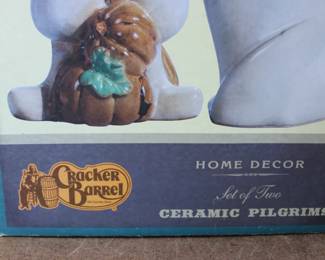 HOME DECOR
Set of Two
CERAMIC PILGRIMS
Cracker
Barrel